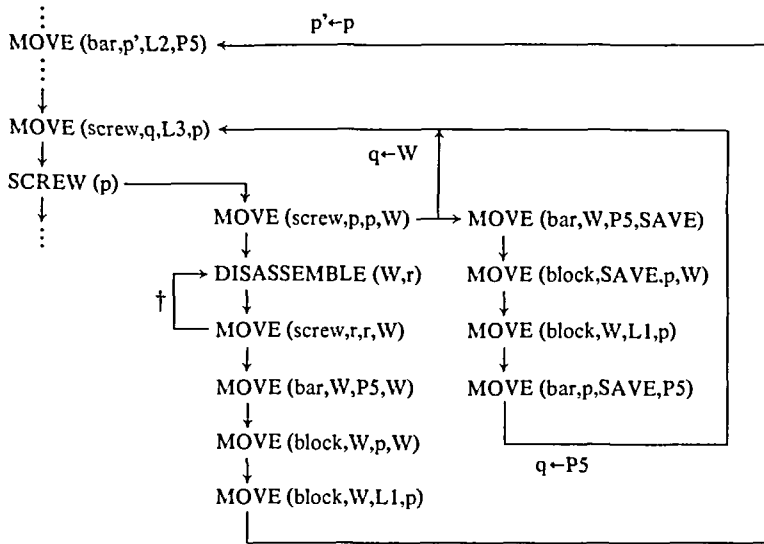 p'←p
MOVE (bar,p',L2,P5)
MOVE (screw,q,L3,p)
q←W
SCREW (p)
MOVE (screw,p,p,W)
MOVE (bar,W,P5,SAVE)
DISASSEMBLE (W,r)
MOVE (block,SAVE.p,W)
†
MOVE (screw,r,r,W)
MOVE (block,W,L1,p)
MOVE (bar,W,P5,W)
MOVE (bar,p,SAVE,P5)
MOVE (block,W,p,W)
q←P5
MOVE (block,W,L1,p)